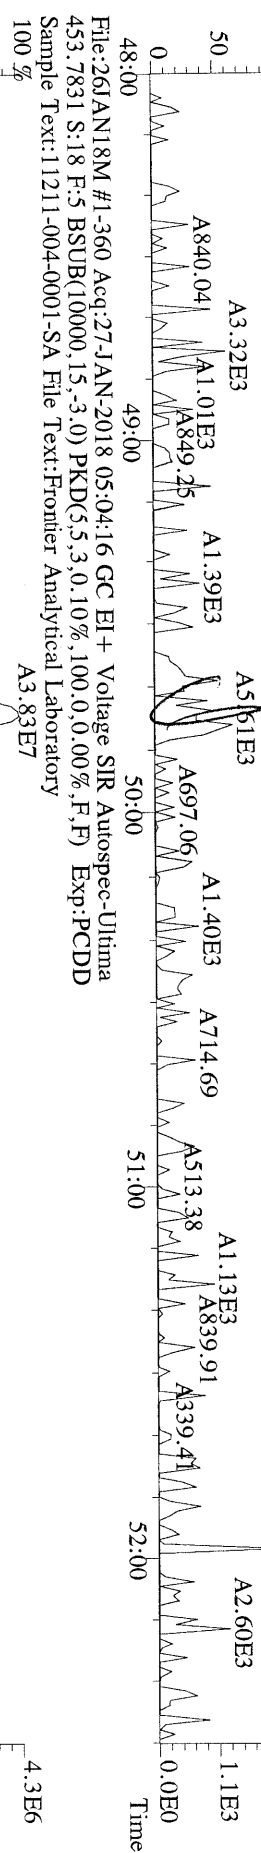 50
0
A840.04
A3.32E3
A1.01E3
A849.25
A1.39E3
A5.61E3
A697.06
A1.40E3
A714.69
A513.38
A1.13E3
A839.91
A339.41
A2.60E3
1.1E3
0.0E0
48:00
49:00
50:00
51:00
52:00
Time
File:26JAN18M #1-360 Acq:27-JAN-2018 05:04:16 GC EI+ Voltage SIR Autospec-Ultima
453.7831 S:18 F:5 BSUB(10000,15,-3.0) PKD(5,5,3,0.10%,100.0,0.00%,F,F) Exp:PCDD
Sample Text:11211-004-0001-SA File Text:Frontier Analytical Laboratory
100 %
A3.83E7
4.3E6